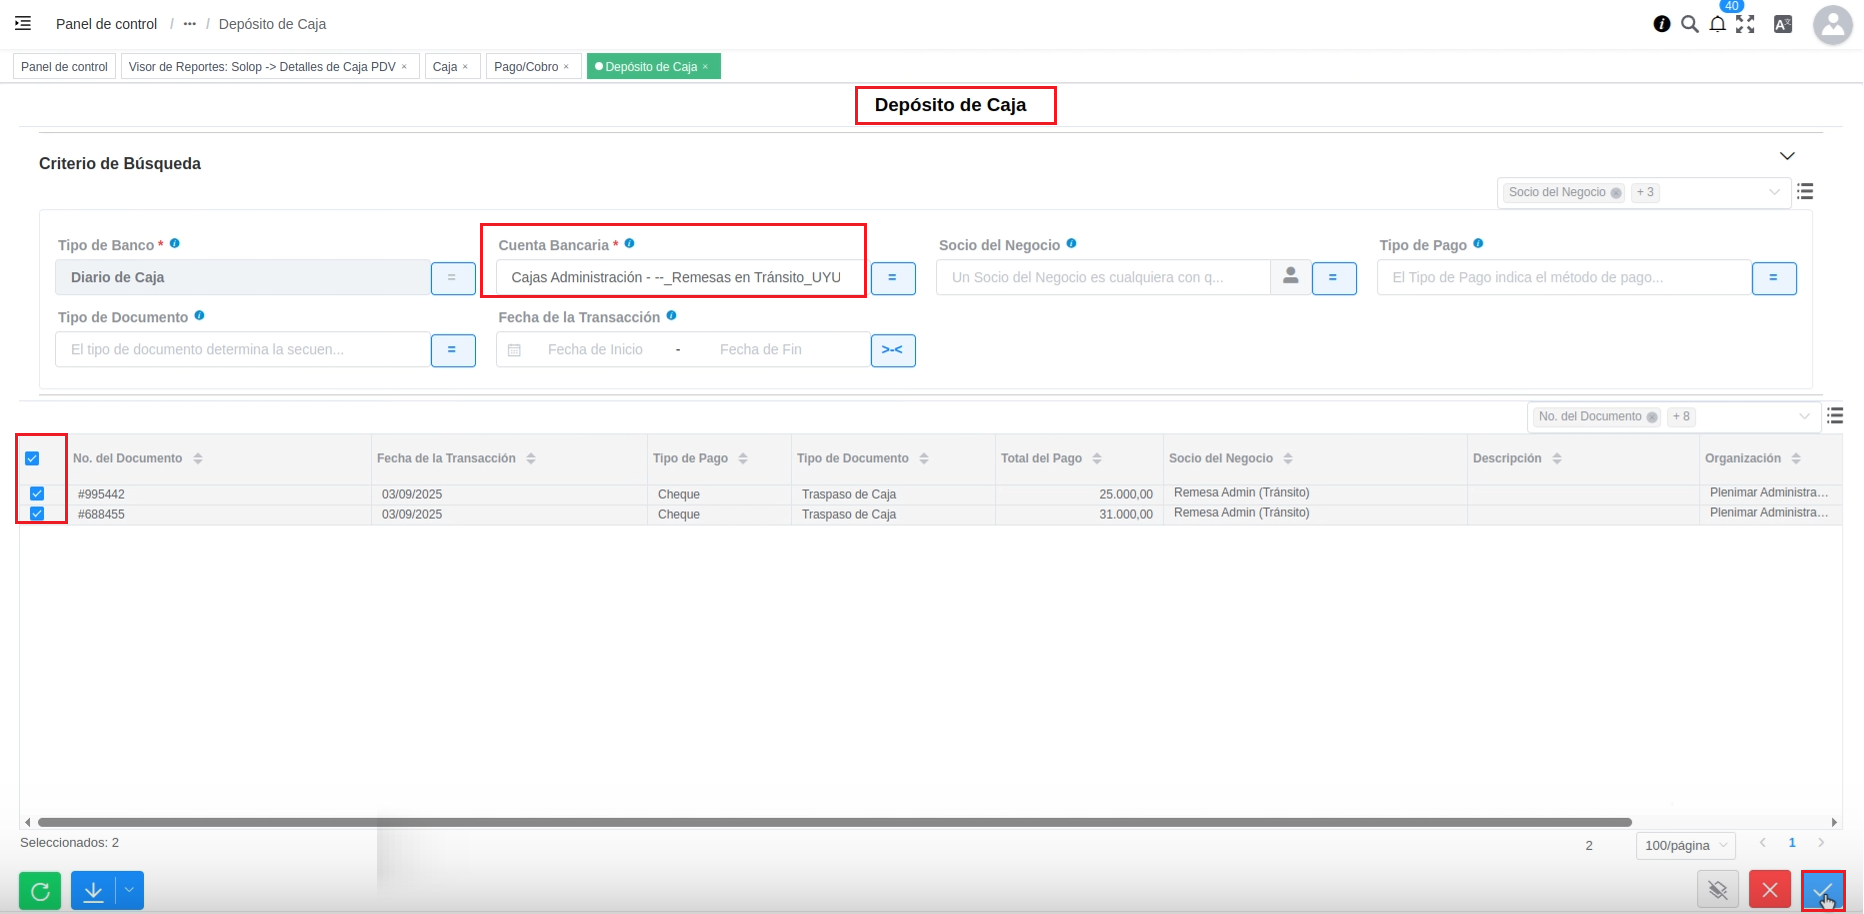 Panel de control / ··· / Depósito de Caja
40
Panel de control
Visor de Reportes: Solop -> Detalles de Caja PDV ×
Caja ×
Pago/Cobro ×
Depósito de Caja ×
Depósito de Caja
Criterio de Búsqueda
Socio del Negocio + 3
Tipo de Banco *
Cuenta Bancaria *
Socio del Negocio
Tipo de Pago
Diario de Caja =
Cajas Administración - --_Remesas en Tránsito_UYU =
Un Socio del Negocio es cualquiera con q... =
El Tipo de Pago indica el método de pago... =
Tipo de Documento
Fecha de la Transacción
El tipo de documento determina la secuen... =
Fecha de Inicio - Fecha de Fin >-<
No. del Documento + 8
No. del Documento Fecha de la Transacción Tipo de Pago Tipo de Documento Total del Pago Socio del Negocio Descripción Organización
#995442 03/09/2025 Cheque Traspaso de Caja 25.000,00 Remesa Admin (Tránsito) Plenimar Administra...
#688455 03/09/2025 Cheque Traspaso de Caja 31.000,00 Remesa Admin (Tránsito) Plenimar Administra...
Seleccionados: 2
2 100/página < 1 >